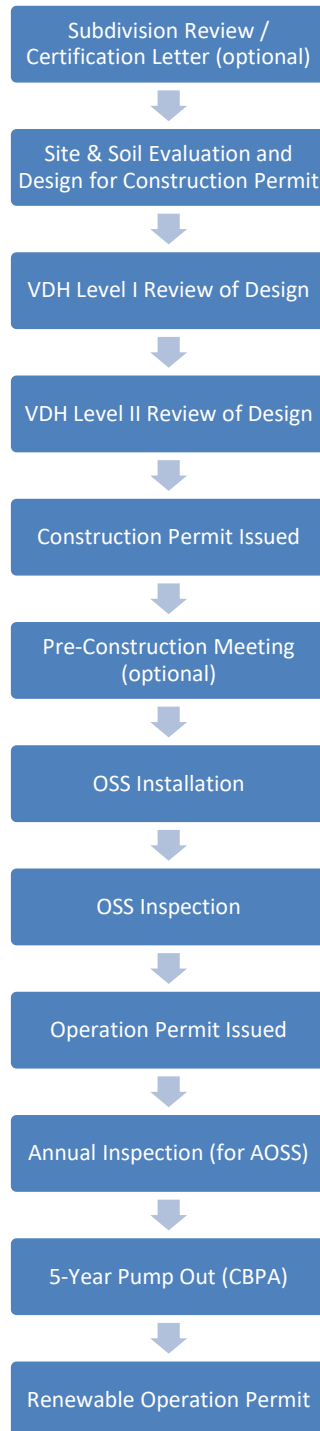 Subdivision Review /
Certification Letter (optional)
Site & Soil Evaluation and
Design for Construction Permit
VDH Level I Review of Design
VDH Level II Review of Design
Construction Permit Issued
Pre-Construction Meeting
(optional)
OSS Installation
OSS Inspection
Operation Permit Issued
Annual Inspection (for AOSS)
5-Year Pump Out (CBPA)
Renewable Operation Permit